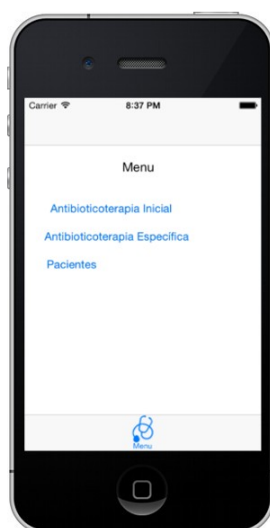 Carrier 8:37 PM
Menu
Antibioticoterapia Inicial
Antibioticoterapia Específica
Pacientes
Menu